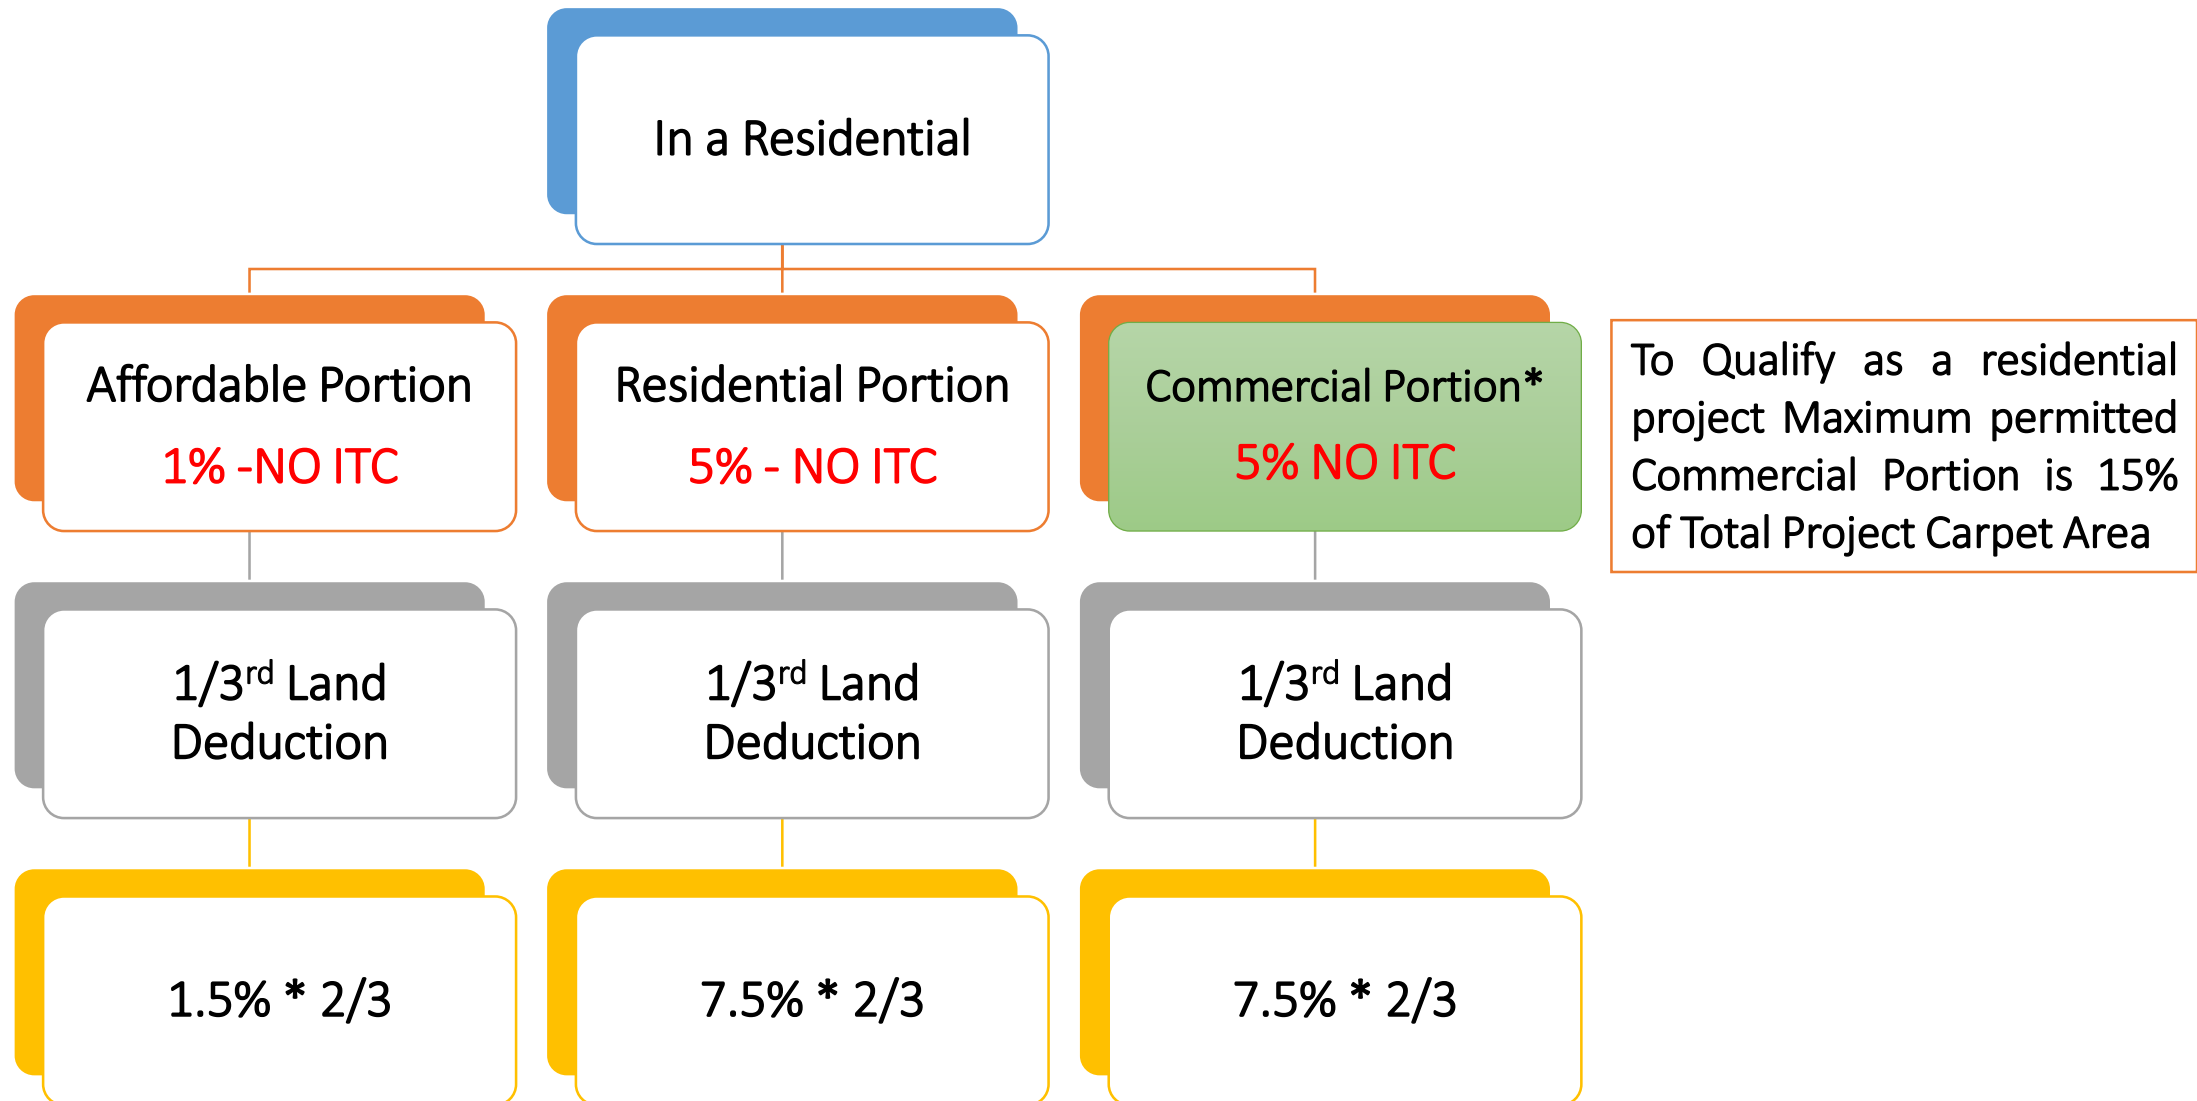 In a Residential
Affordable Portion
1% -NO ITC
Residential Portion
5% - NO ITC
Commercial Portion*
5% NO ITC
To Qualify as a residential
project Maximum permitted
Commercial Portion is 15%
of Total Project Carpet Area
1/3rd Land
Deduction
1/3rd Land
Deduction
1/3rd Land
Deduction
1.5% * 2/3
7.5% * 2/3
7.5% * 2/3